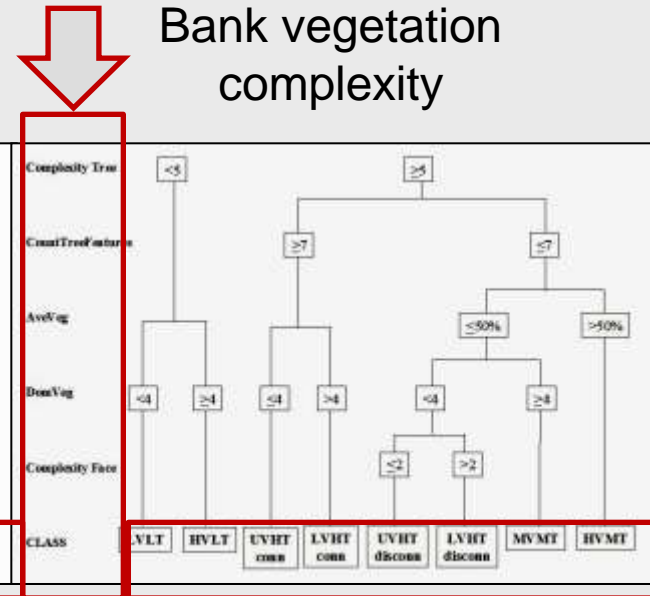 Bank vegetation
complexity
Complexity Tree <5 ≥5
CountTreeFeatures ≥7 ≤7
AveVeg ≤50% >50%
DomVeg <4 ≥4 ≤4 >4 <4 ≥4
Complexity Face ≤2 >2
CLASS LVLT HVLT UVHT conn LVHT conn UVHT disconn LVHT disconn MVMT HVMT